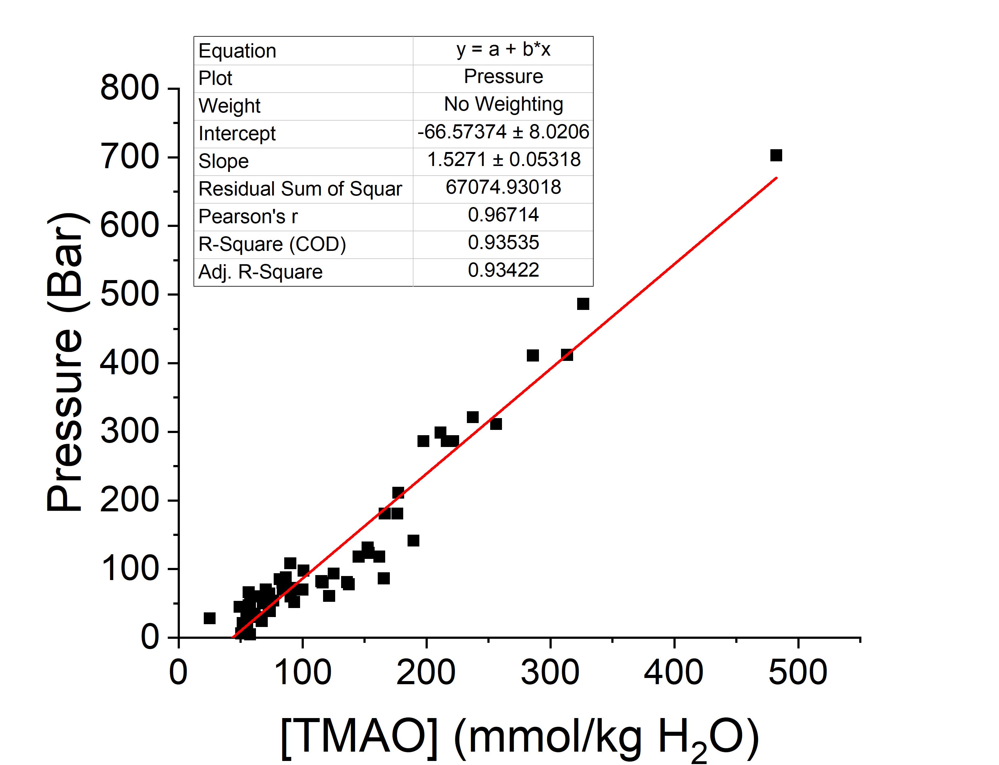 Equation y = a + b*x
Plot Pressure
Weight No Weighting
Intercept -66.57374 ± 8.0206
Slope 1.5271 ± 0.05318
Residual Sum of Squar 67074.93018
Pearson's r 0.96714
R-Square (COD) 0.93535
Adj. R-Square 0.93422
Pressure (Bar)
800
700
600
500
400
300
200
100
0
0 100 200 300 400 500
[TMAO] (mmol/kg H₂O)